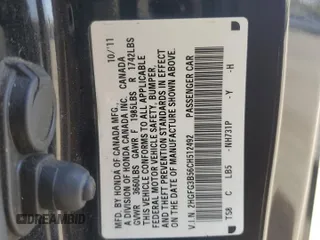 MFD. BY HONDA OF CANADA MFG. 10/11
A DIVISION OF HONDA CANADA INC. CANADA
GVWR 3660LBS GAWR F 1985LBS R 1742LBS
THIS VEHICLE CONFORMS TO ALL APPLICABLE
FEDERAL MOTOR VEHICLE SAFETY, BUMPER,
AND THEFT PREVENTION STANDARDS IN EFFECT
ON THE DATE OF MANUFACTURE SHOWN ABOVE.
V.I.N. 2HGFG3B56CH512492 PASSENGER CAR
T58 C LB5 -NH731P -Y -H
DREAMBID